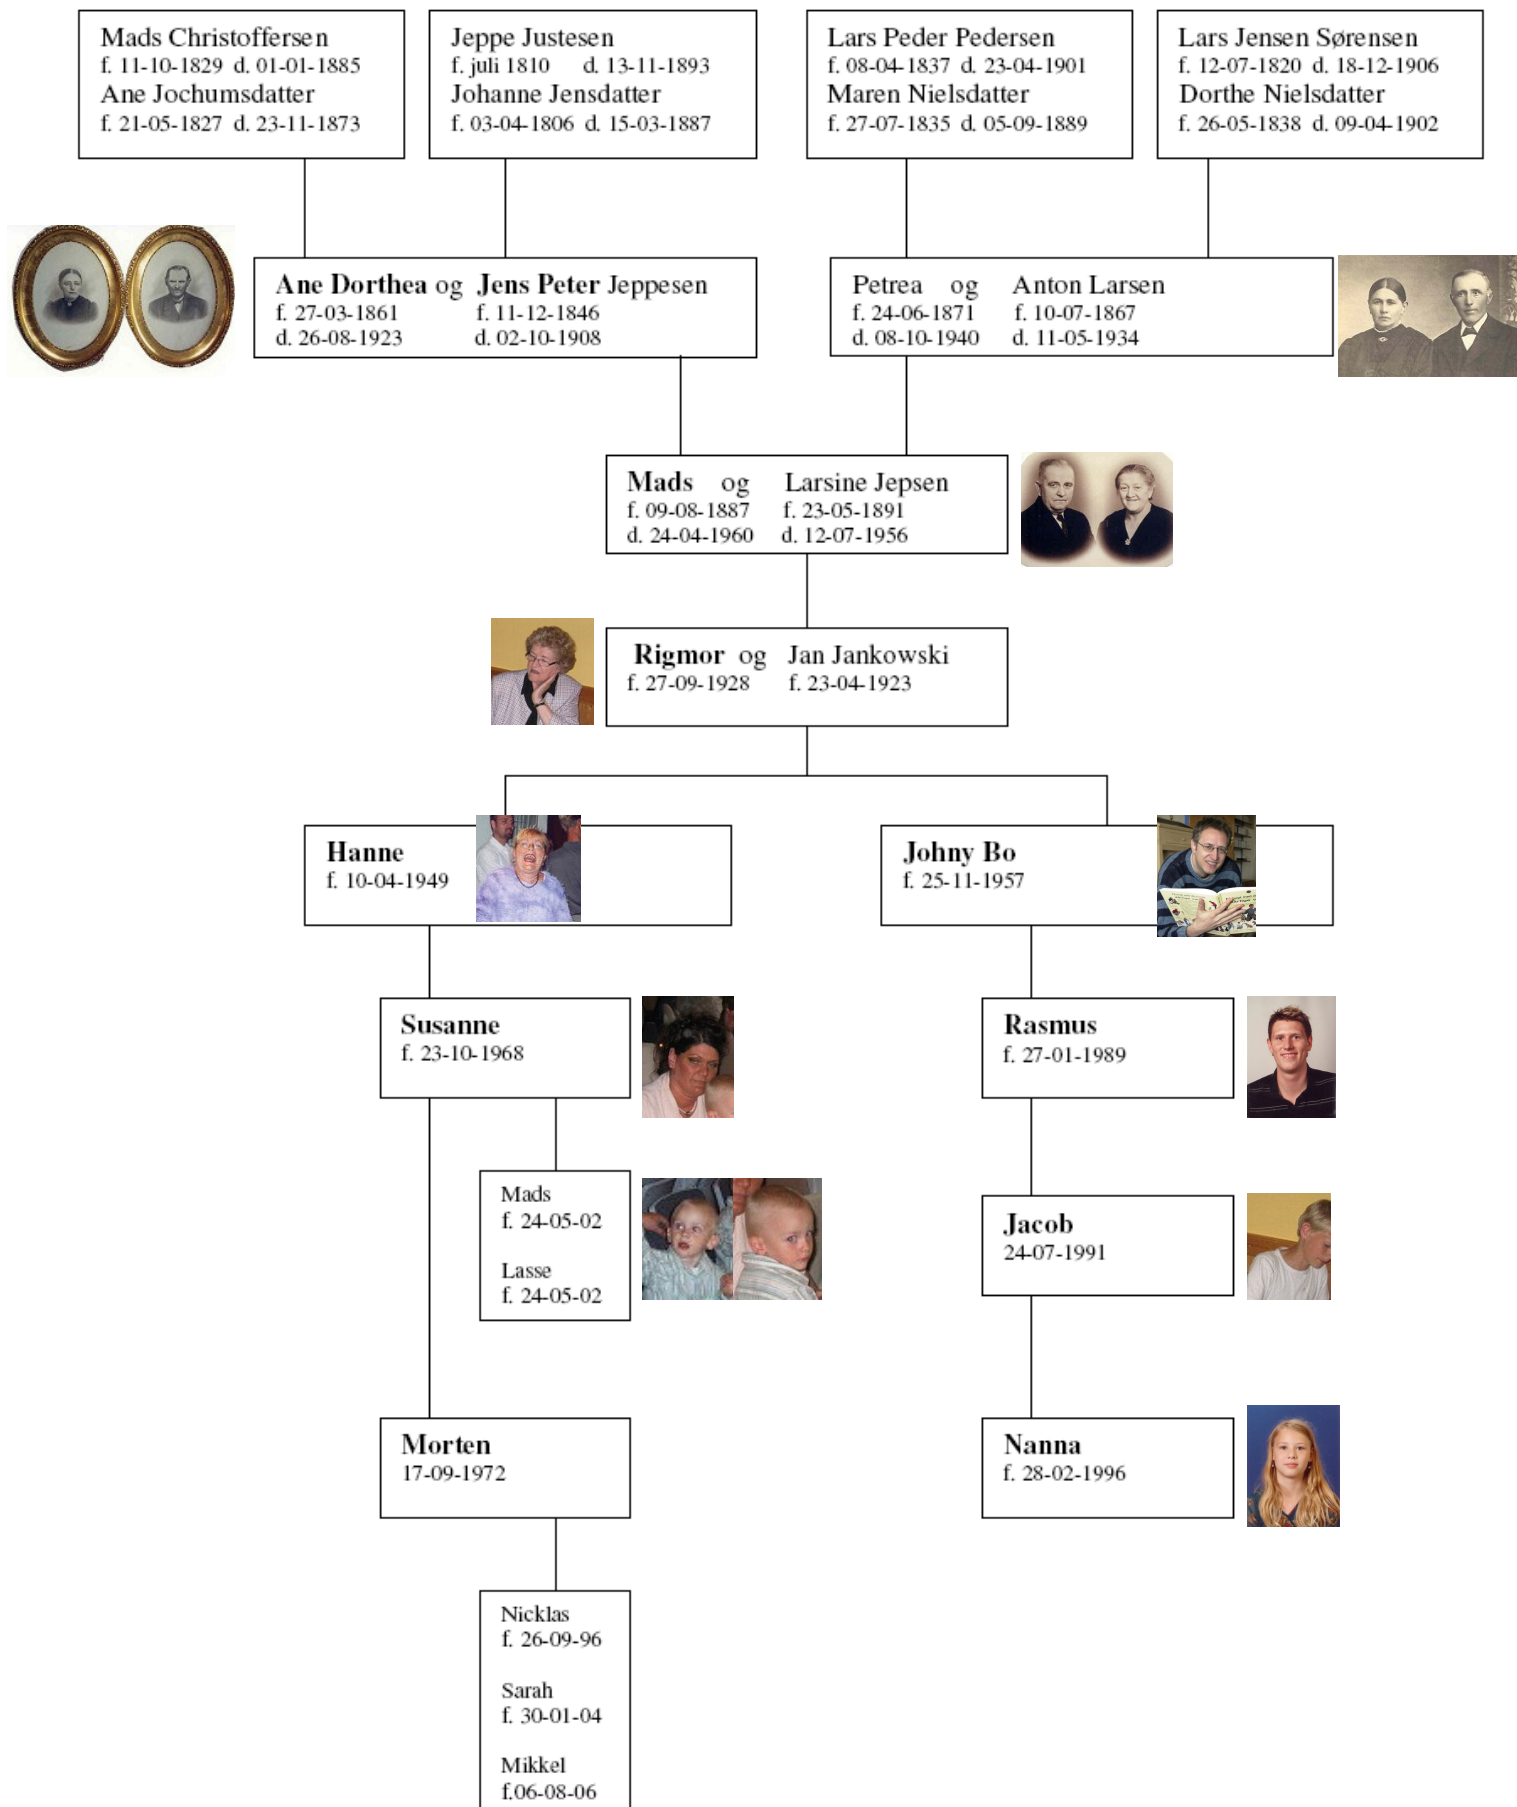 Mads Christoffersen
f. 11-10-1829 d. 01-01-1885
Ane Jochumsdatter
f. 21-05-1827 d. 23-11-1873
Jeppe Justesen
f. juli 1810 d. 13-11-1893
Johanne Jensdatter
f. 03-04-1806 d. 15-03-1887
Lars Peder Pedersen
f. 08-04-1837 d. 23-04-1901
Maren Nielsdatter
f. 27-07-1835 d. 05-09-1889
Lars Jensen Sørensen
f. 12-07-1820 d. 18-12-1906
Dorthe Nielsdatter
f. 26-05-1838 d. 09-04-1902
Ane Dorthea og Jens Peter Jeppesen
f. 27-03-1861 f. 11-12-1846
d. 26-08-1923 d. 02-10-1908
Petrea og Anton Larsen
f. 24-06-1871 f. 10-07-1867
d. 08-10-1940 d. 11-05-1934
Mads og Larsine Jepsen
f. 09-08-1887 f. 23-05-1891
d. 24-04-1960 d. 12-07-1956
Rigmor og Jan Jankowski
f. 27-09-1928 f. 23-04-1923
Hanne
f. 10-04-1949
Johny Bo
f. 25-11-1957
Susanne
f. 23-10-1968
Rasmus
f. 27-01-1989
Mads
f. 24-05-02
Lasse
f. 24-05-02
Jacob
24-07-1991
Morten
17-09-1972
Nanna
f. 28-02-1996
Nicklas
f. 26-09-96
Sarah
f. 30-01-04
Mikkel
f.06-08-06